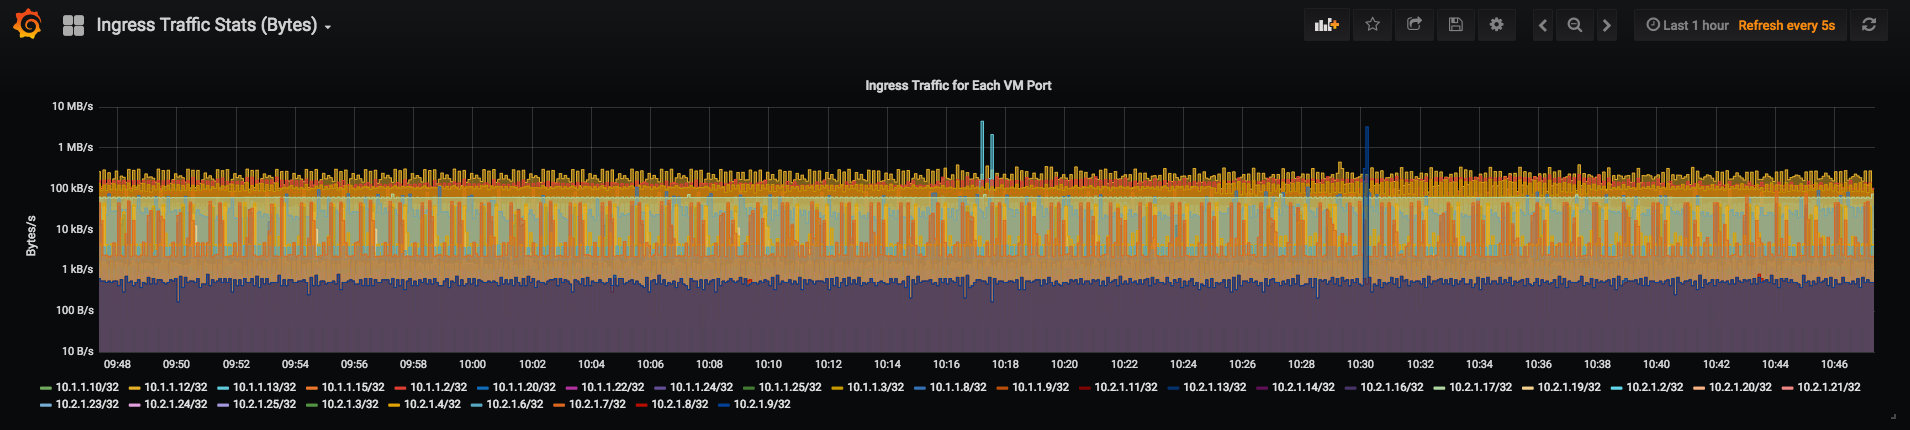 Ingress Traffic Stats (Bytes)
Last 1 hour Refresh every 5s
Ingress Traffic for Each VM Port
Bytes/s
10 MB/s
1 MB/s
100 kB/s
10 kB/s
1 kB/s
100 B/s
10 B/s
09:48 09:50 09:52 09:54 09:56 09:58 10:00 10:02 10:04 10:06 10:08 10:10 10:12 10:14 10:16 10:18 10:20 10:22 10:24 10:26 10:28 10:30 10:32 10:34 10:36 10:38 10:40 10:42 10:44 10:46
10.1.1.10/32 10.1.1.12/32 10.1.1.13/32 10.1.1.15/32 10.1.1.2/32 10.1.1.20/32 10.1.1.22/32 10.1.1.24/32 10.1.1.25/32 10.1.1.3/32 10.1.1.8/32 10.1.1.9/32 10.2.1.11/32 10.2.1.13/32 10.2.1.14/32 10.2.1.16/32 10.2.1.17/32 10.2.1.19/32 10.2.1.2/32 10.2.1.20/32 10.2.1.21/32
10.2.1.23/32 10.2.1.24/32 10.2.1.25/32 10.2.1.3/32 10.2.1.4/32 10.2.1.6/32 10.2.1.7/32 10.2.1.8/32 10.2.1.9/32